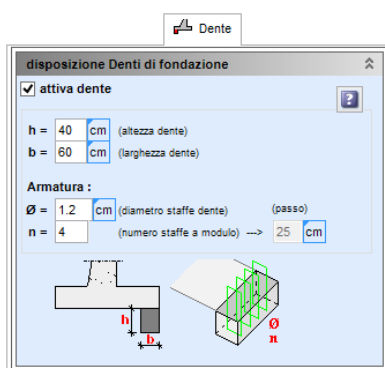 Dente
disposizione Denti di fondazione
attiva dente
?
h = 40 cm (altezza dente)
b = 60 cm (larghezza dente)
Armatura :
Ø = 1.2 cm (diametro staffe dente) (passo)
n = 4 (numero staffe a modulo) ---> 25 cm
h
b
Ø
n